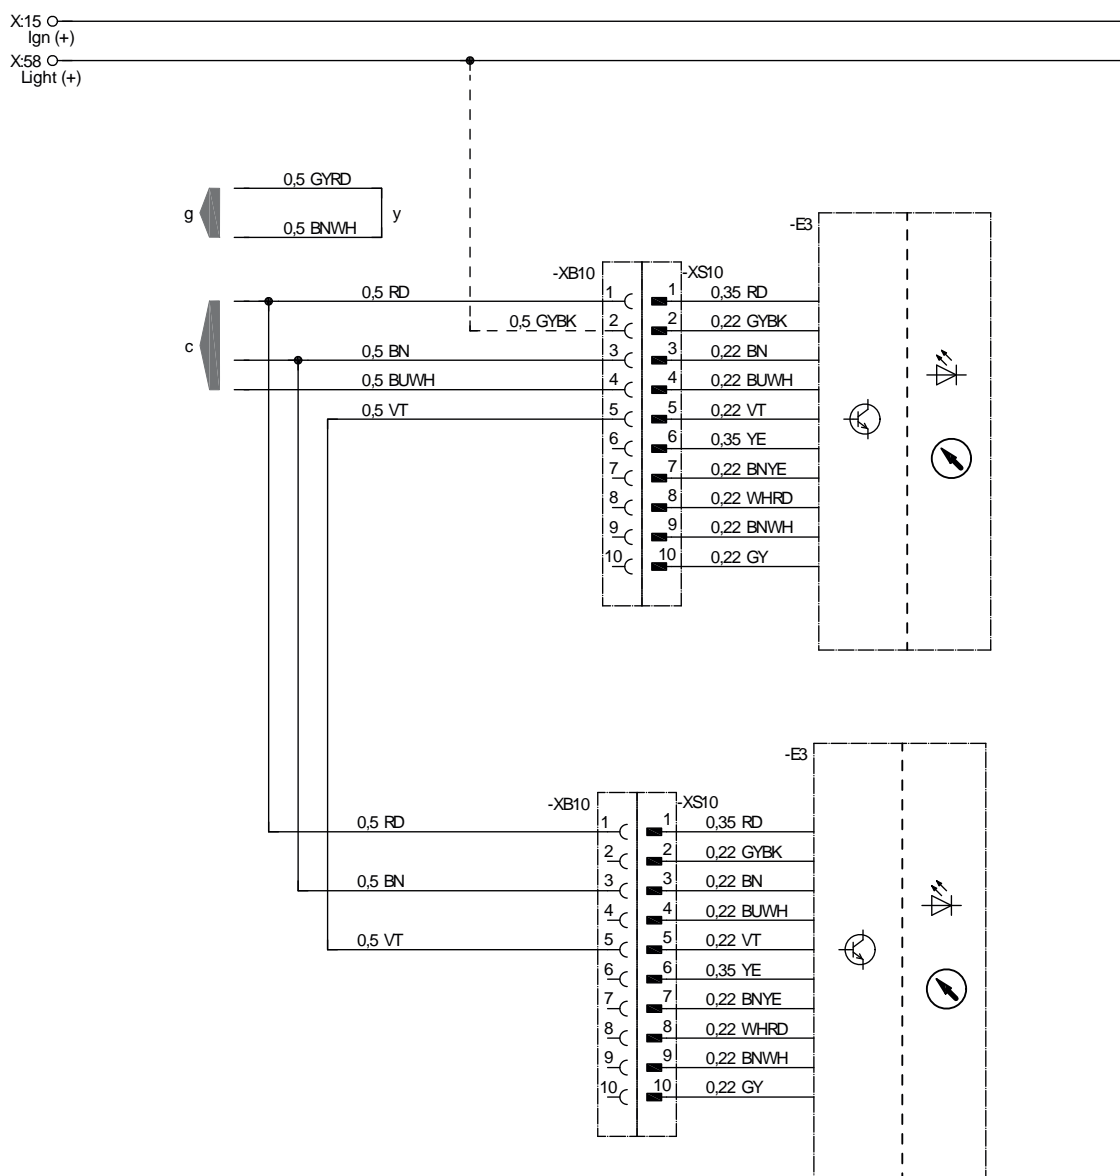 X:15
Ign (+)
X:58
Light (+)
0,5 GYRD
g
y
0,5 BNWH
-E3
-XB10 -XS10
0,5 RD 1 1 0,35 RD
0,5 GYBK 2 2 0,22 GYBK
c
0,5 BN 3 3 0,22 BN
0,5 BUWH 4 4 0,22 BUWH
0,5 VT 5 5 0,22 VT
6 6 0,35 YE
7 7 0,22 BNYE
8 8 0,22 WHRD
9 9 0,22 BNWH
10 10 0,22 GY
-E3
-XB10 -XS10
0,5 RD 1 1 0,35 RD
2 2 0,22 GYBK
0,5 BN 3 3 0,22 BN
4 4 0,22 BUWH
0,5 VT 5 5 0,22 VT
6 6 0,35 YE
7 7 0,22 BNYE
8 8 0,22 WHRD
9 9 0,22 BNWH
10 10 0,22 GY